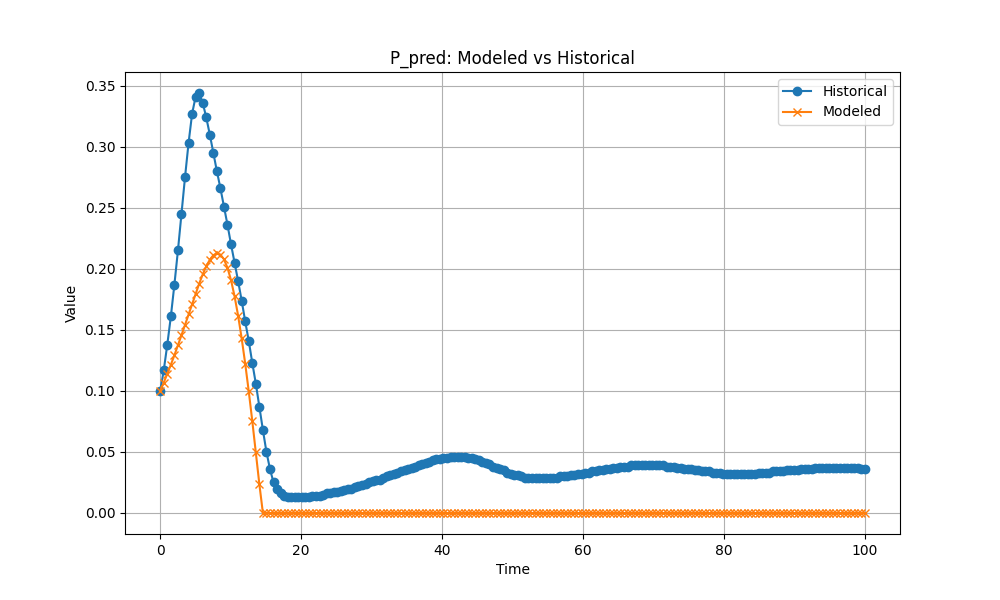 P_pred: Modeled vs Historical
Historical
Modeled
Value
0.35
0.30
0.25
0.20
0.15
0.10
0.05
0.00
0 20 40 60 80 100
Time